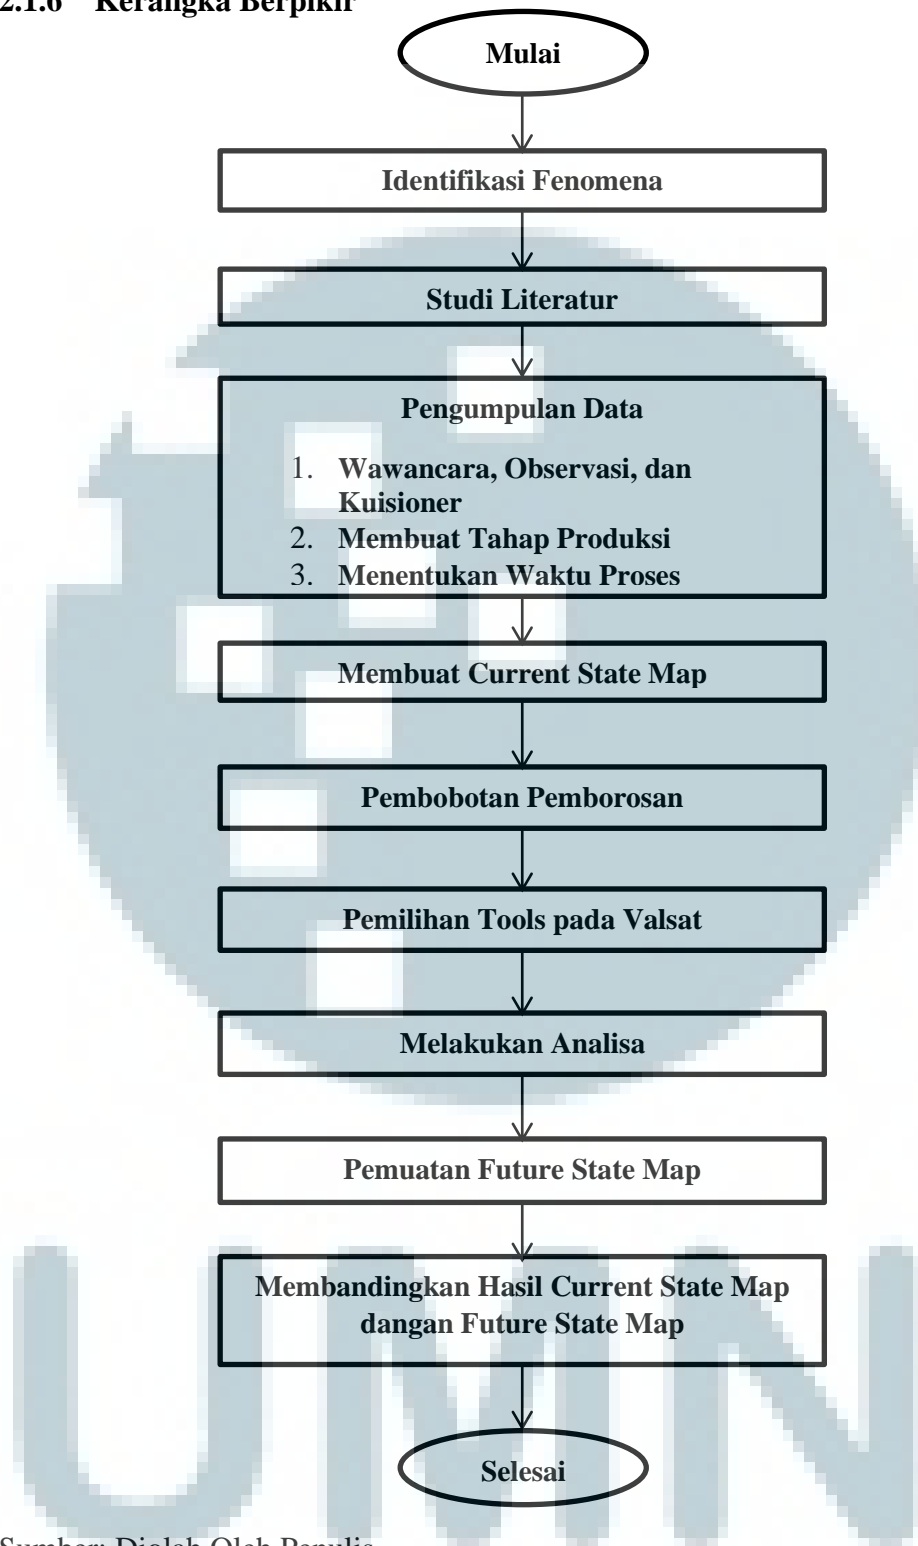 2.1.6 Kerangka Berpikir
Mulai
Identifikasi Fenomena
Studi Literatur
Pengumpulan Data
1. Wawancara, Observasi, dan
Kuisioner
2. Membuat Tahap Produksi
3. Menentukan Waktu Proses
Membuat Current State Map
Pembobotan Pemborosan
Pemilihan Tools pada Valsat
Melakukan Analisa
Pemuatan Future State Map
Membandingkan Hasil Current State Map
dangan Future State Map
Selesai
Sumber: Diolah Oleh Penulis
UMN